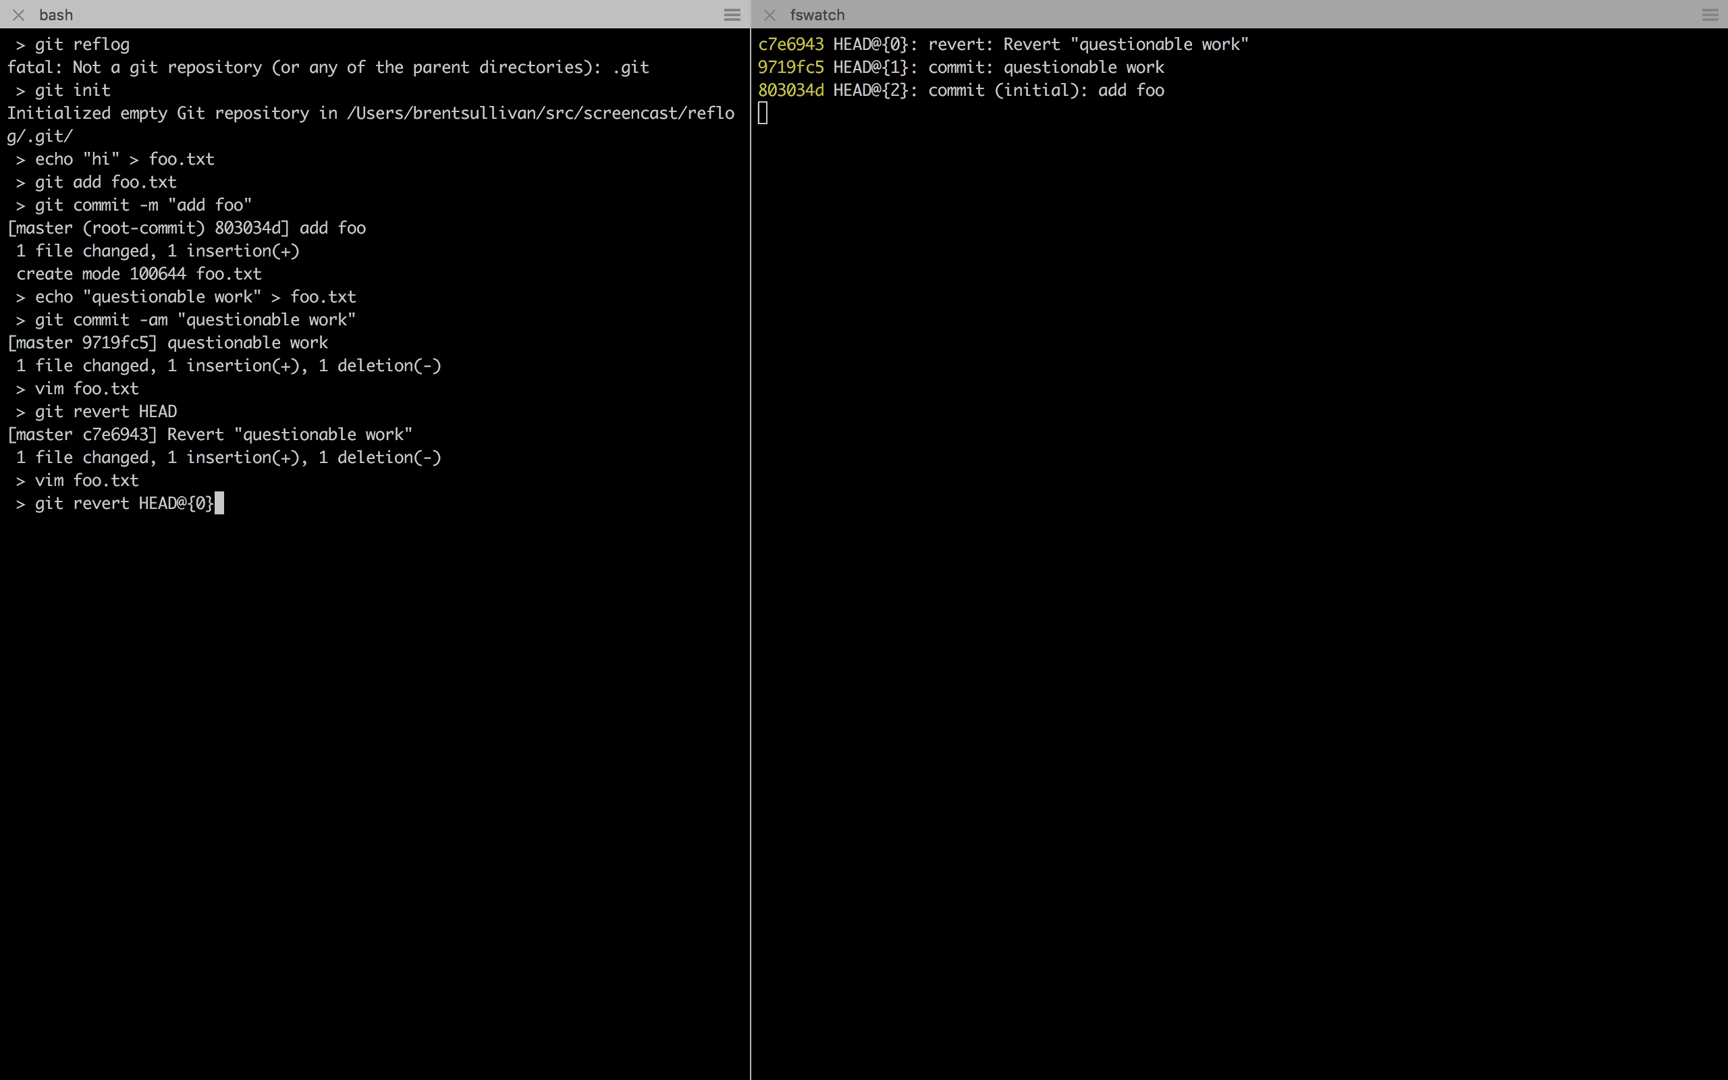 bash
> git reflog
fatal: Not a git repository (or any of the parent directories): .git
> git init
Initialized empty Git repository in /Users/brentsullivan/src/screencast/reflo
g/.git/
> echo "hi" > foo.txt
> git add foo.txt
> git commit -m "add foo"
[master (root-commit) 803034d] add foo
1 file changed, 1 insertion(+)
create mode 100644 foo.txt
> echo "questionable work" > foo.txt
> git commit -am "questionable work"
[master 9719fc5] questionable work
1 file changed, 1 insertion(+), 1 deletion(-)
> vim foo.txt
> git revert HEAD
[master c7e6943] Revert "questionable work"
1 file changed, 1 insertion(+), 1 deletion(-)
> vim foo.txt
> git revert HEAD@{0}
fswatch
c7e6943 HEAD@{0}: revert: Revert "questionable work"
9719fc5 HEAD@{1}: commit: questionable work
803034d HEAD@{2}: commit (initial): add foo